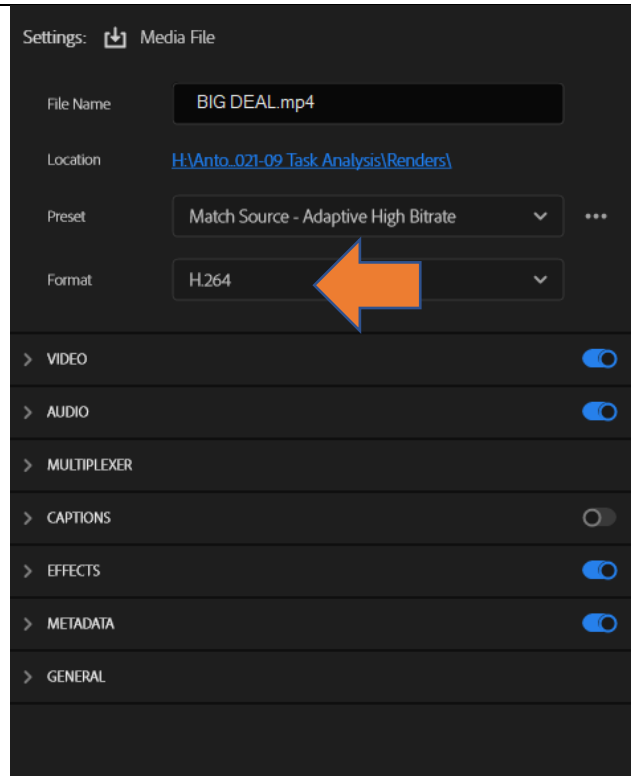 Settings: Media File
File Name BIG DEAL.mp4
Location H:\Anto..021-09 Task Analysis\Renders\
Preset Match Source - Adaptive High Bitrate
Format H.264
VIDEO
AUDIO
MULTIPLEXER
CAPTIONS
EFFECTS
METADATA
GENERAL